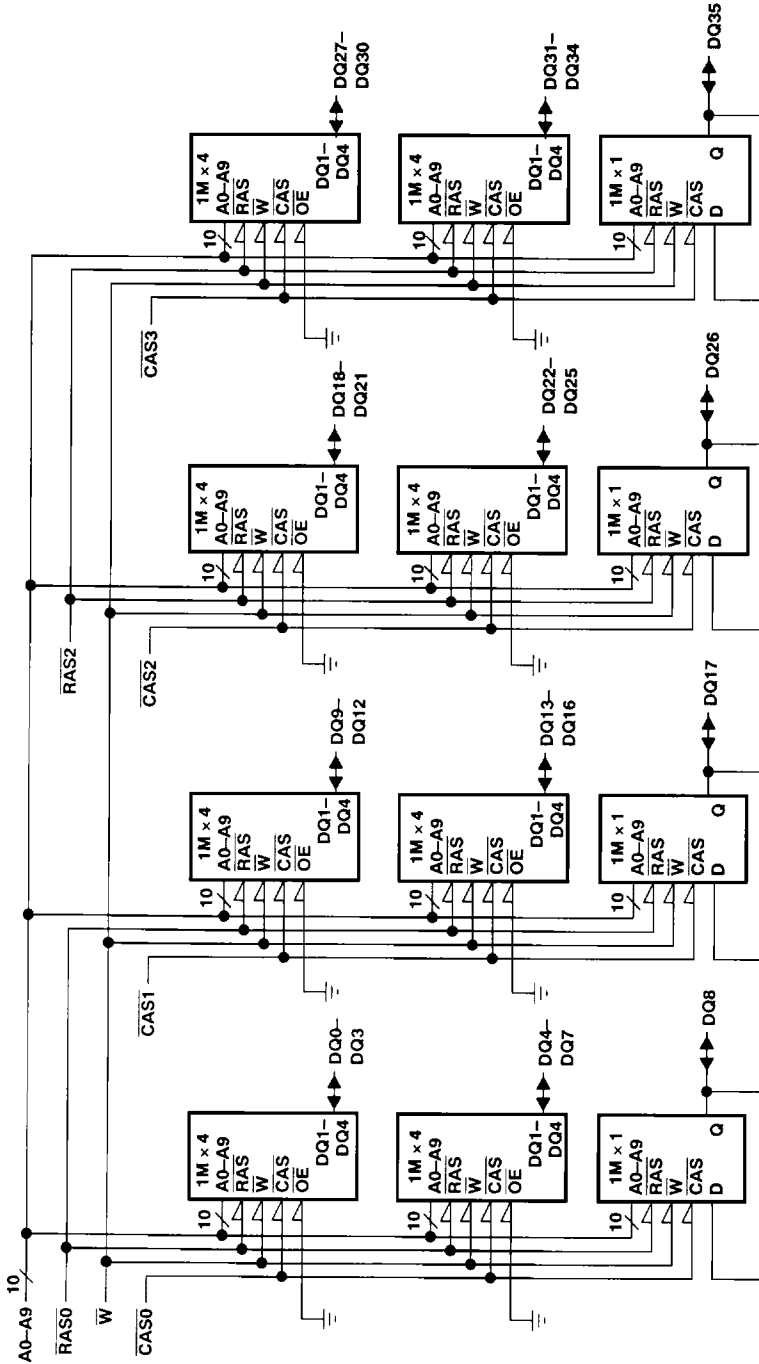 A0–A9
10
RAS0
RAS2
W
CAS0
CAS1
CAS2
CAS3
1M × 4
10
A0–A9
RAS
W
CAS
OE
DQ1–
DQ4
DQ0–
DQ3
1M × 4
10
A0–A9
RAS
W
CAS
OE
DQ1–
DQ4
DQ9–
DQ12
1M × 4
10
A0–A9
RAS
W
CAS
OE
DQ1–
DQ4
DQ18–
DQ21
1M × 4
10
A0–A9
RAS
W
CAS
OE
DQ1–
DQ4
DQ27–
DQ30
1M × 4
10
A0–A9
RAS
W
CAS
OE
DQ1–
DQ4
DQ4–
DQ7
1M × 4
10
A0–A9
RAS
W
CAS
OE
DQ1–
DQ4
DQ13–
DQ16
1M × 4
10
A0–A9
RAS
W
CAS
OE
DQ1–
DQ4
DQ22–
DQ25
1M × 4
10
A0–A9
RAS
W
CAS
OE
DQ1–
DQ4
DQ31–
DQ34
1M × 1
10
A0–A9
RAS
W
CAS
D
Q
DQ8
1M × 1
10
A0–A9
RAS
W
CAS
D
Q
DQ17
1M × 1
10
A0–A9
RAS
W
CAS
D
Q
DQ26
1M × 1
10
A0–A9
RAS
W
CAS
D
Q
DQ35